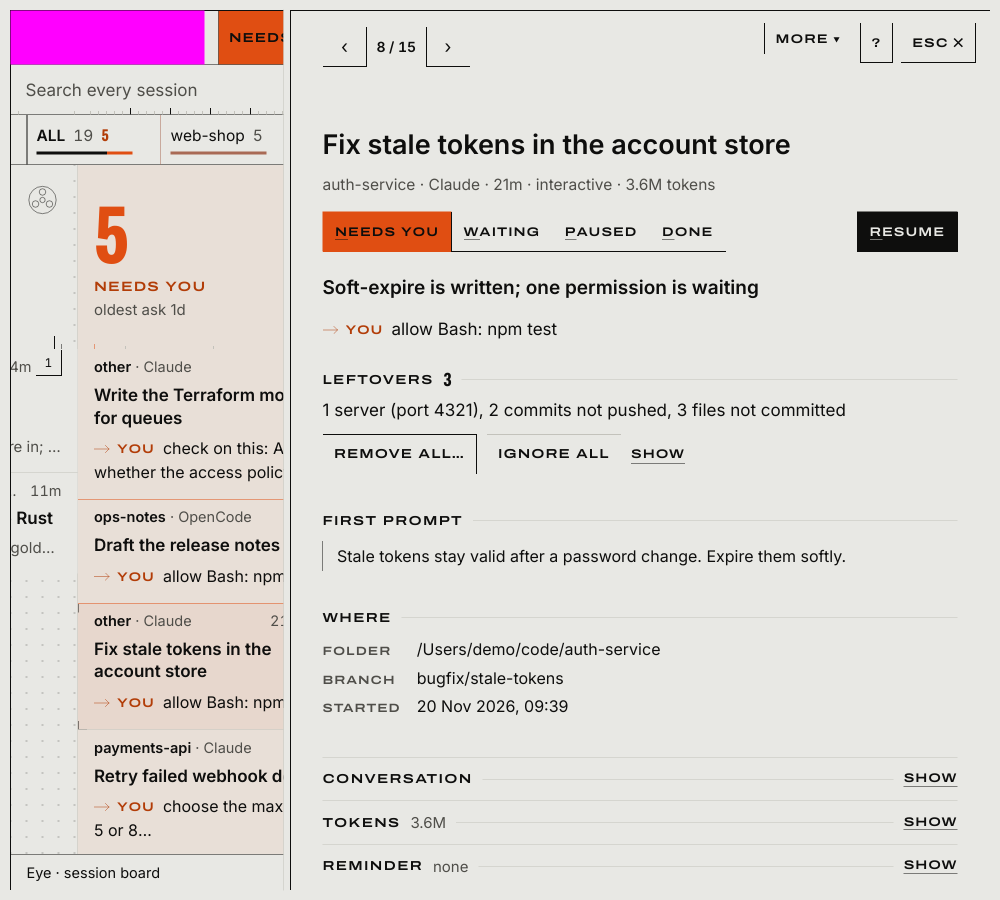 NEEDS
Search every session
ALL 19 5
web-shop 5
5
NEEDS YOU
oldest ask 1d
4m 1
re in; ...
. 11m
Rust
gold...
other · Claude
Write the Terraform mo
for queues
→ YOU check on this: A
whether the access polic
ops-notes · OpenCode
Draft the release notes
→ YOU allow Bash: npm
other · Claude 21
Fix stale tokens in the
account store
→ YOU allow Bash: npm
payments-api · Claude
Retry failed webhook d
→ YOU choose the max
5 or 8...
Eye · session board
‹ 8 / 15 ›
MORE ▾
?
ESC ✕
Fix stale tokens in the account store
auth-service · Claude · 21m · interactive · 3.6M tokens
NEEDS YOU WAITING PAUSED DONE
RESUME
Soft-expire is written; one permission is waiting
→ YOU allow Bash: npm test
LEFTOVERS 3
1 server (port 4321), 2 commits not pushed, 3 files not committed
REMOVE ALL... IGNORE ALL SHOW
FIRST PROMPT
Stale tokens stay valid after a password change. Expire them softly.
WHERE
FOLDER /Users/demo/code/auth-service
BRANCH bugfix/stale-tokens
STARTED 20 Nov 2026, 09:39
CONVERSATION SHOW
TOKENS 3.6M SHOW
REMINDER none SHOW